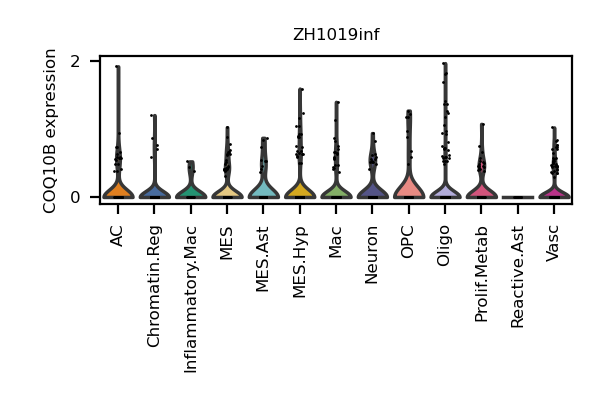 ZH1019inf
COQ10B expression
2
0
AC
Chromatin.Reg
Inflammatory.Mac
MES
MES.Ast
MES.Hyp
Mac
Neuron
OPC
Oligo
Prolif.Metab
Reactive.Ast
Vasc